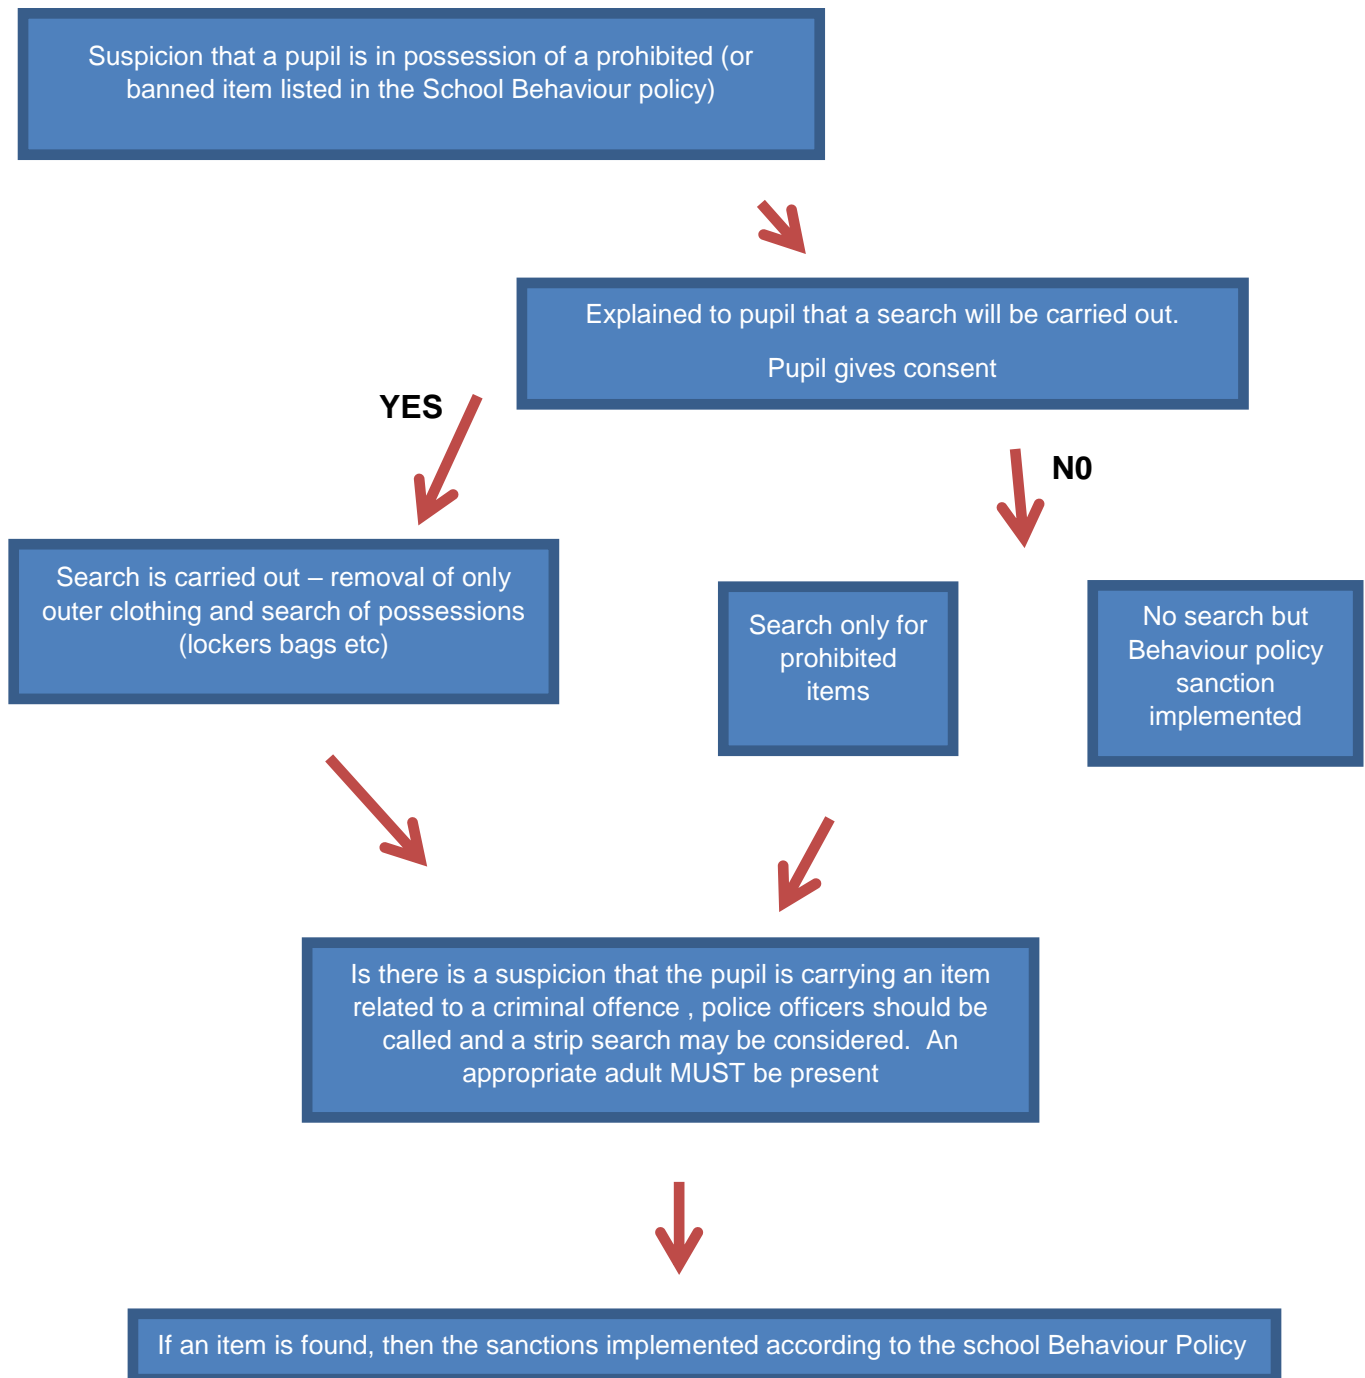 Suspicion that a pupil is in possession of a prohibited (or
banned item listed in the School Behaviour policy)
Explained to pupil that a search will be carried out.
Pupil gives consent
YES
N0
Search is carried out – removal of only
outer clothing and search of possessions
(lockers bags etc)
Search only for
prohibited
items
No search but
Behaviour policy
sanction
implemented
Is there is a suspicion that the pupil is carrying an item
related to a criminal offence , police officers should be
called and a strip search may be considered.  An
appropriate adult MUST be present
If an item is found, then the sanctions implemented according to the school Behaviour Policy